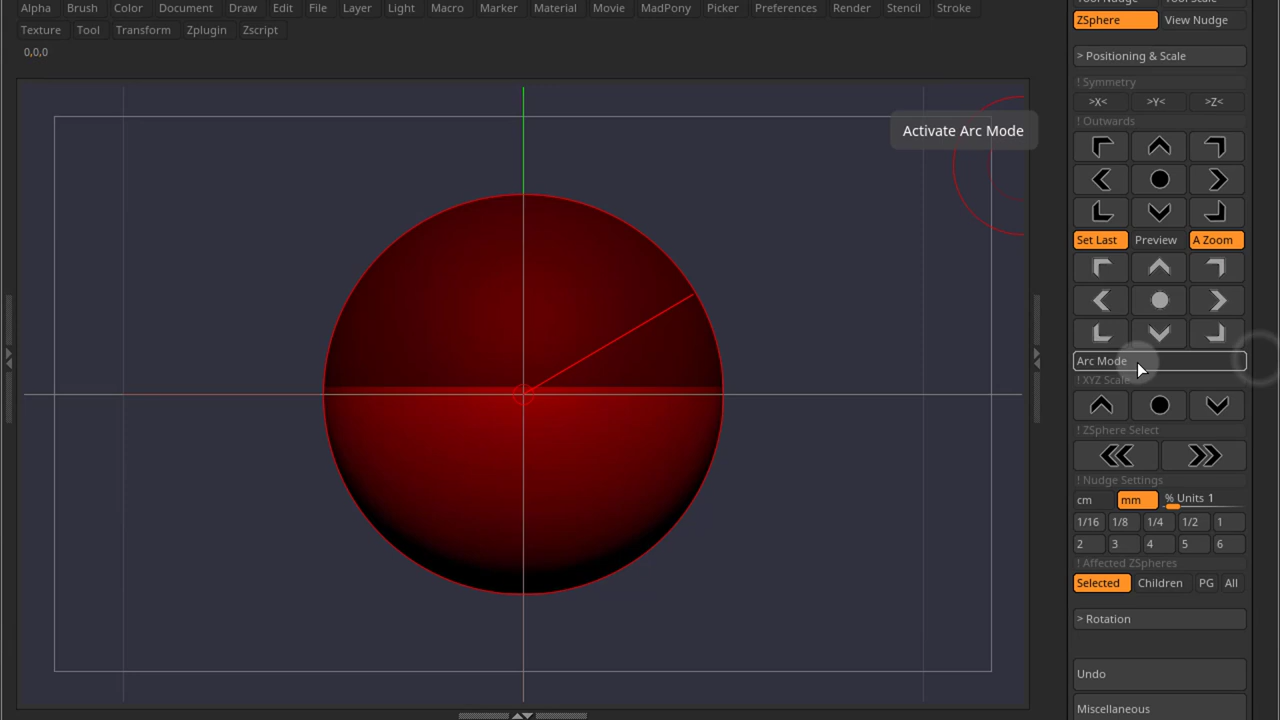 Alpha Brush Color Document Draw Edit File Layer Light Macro Marker Material Movie MadPony Picker Preferences Render Stencil Stroke
Texture Tool Transform Zplugin Zscript
0,0,0
Activate Arc Mode
ZSphere View Nudge
> Positioning & Scale
! Symmetry
>X< >Y< >Z<
! Outwards
Set Last Preview A Zoom
Arc Mode
! XYZ Scale
! ZSphere Select
! Nudge Settings
cm mm % Units 1
1/16 1/8 1/4 1/2 1
2 3 4 5 6
! Affected ZSpheres
Selected Children PG All
> Rotation
Undo
Miscellaneous